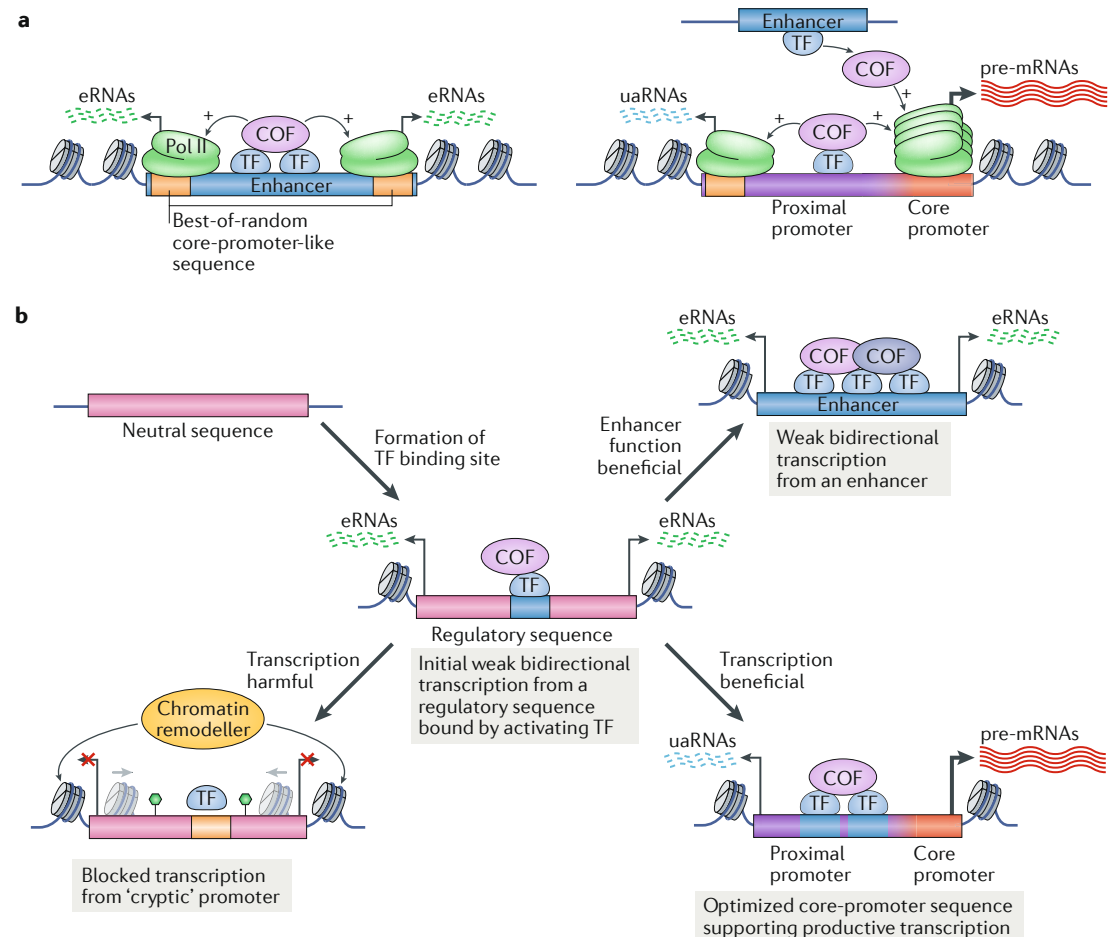 a
eRNAs
eRNAs
Pol II
+
COF
+
TF
TF
Enhancer
Best-of-random
core-promoter-like
sequence
Enhancer
TF
COF
pre-mRNAs
uaRNAs
+
+
COF
+
TF
Proximal
promoter
Core
promoter
b
Neutral sequence
Formation of
TF binding site
eRNAs
eRNAs
COF
TF
Regulatory sequence
Initial weak bidirectional
transcription from a
regulatory sequence
bound by activating TF
Enhancer
function
beneficial
eRNAs
eRNAs
COF
COF
TF
TF
TF
Enhancer
Weak bidirectional
transcription
from an enhancer
Transcription
harmful
Chromatin
remodeller
TF
Blocked transcription
from ‘cryptic’ promoter
Transcription
beneficial
uaRNAs
pre-mRNAs
COF
TF
TF
Proximal
promoter
Core
promoter
Optimized core-promoter sequence
supporting productive transcription